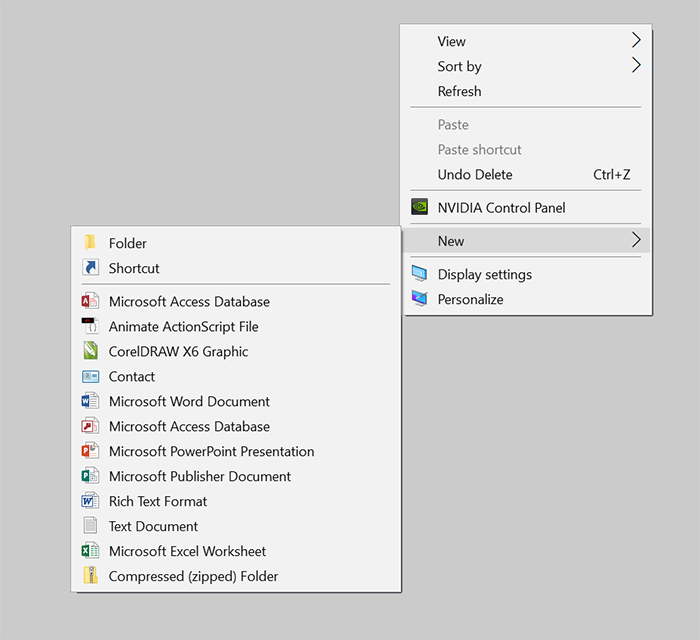 View
Sort by
Refresh
Paste
Paste shortcut
Undo Delete Ctrl+Z
NVIDIA Control Panel
New
Display settings
Personalize
Folder
Shortcut
Microsoft Access Database
Animate ActionScript File
CorelDRAW X6 Graphic
Contact
Microsoft Word Document
Microsoft Access Database
Microsoft PowerPoint Presentation
Microsoft Publisher Document
Rich Text Format
Text Document
Microsoft Excel Worksheet
Compressed (zipped) Folder